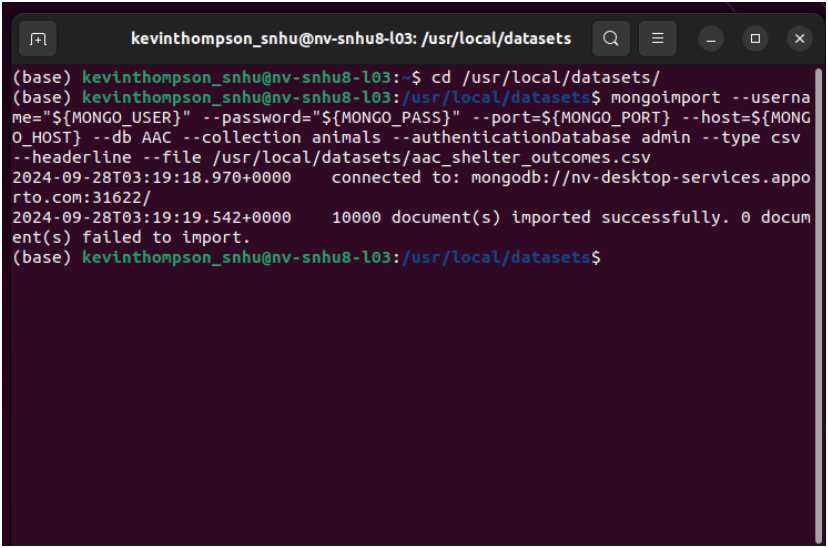 kevinthompson_snhu@nv-snhu8-l03: /usr/local/datasets
(base) kevinthompson_snhu@nv-snhu8-l03:~$ cd /usr/local/datasets/
(base) kevinthompson_snhu@nv-snhu8-l03:/usr/local/datasets$ mongoimport --userna
me="${MONGO_USER}" --password="${MONGO_PASS}" --port=${MONGO_PORT} --host=${MONG
O_HOST} --db AAC --collection animals --authenticationDatabase admin --type csv
--headerline --file /usr/local/datasets/aac_shelter_outcomes.csv
2024-09-28T03:19:18.970+0000    connected to: mongodb://nv-desktop-services.appo
rto.com:31622/
2024-09-28T03:19:19.542+0000    10000 document(s) imported successfully. 0 docum
ent(s) failed to import.
(base) kevinthompson_snhu@nv-snhu8-l03:/usr/local/datasets$